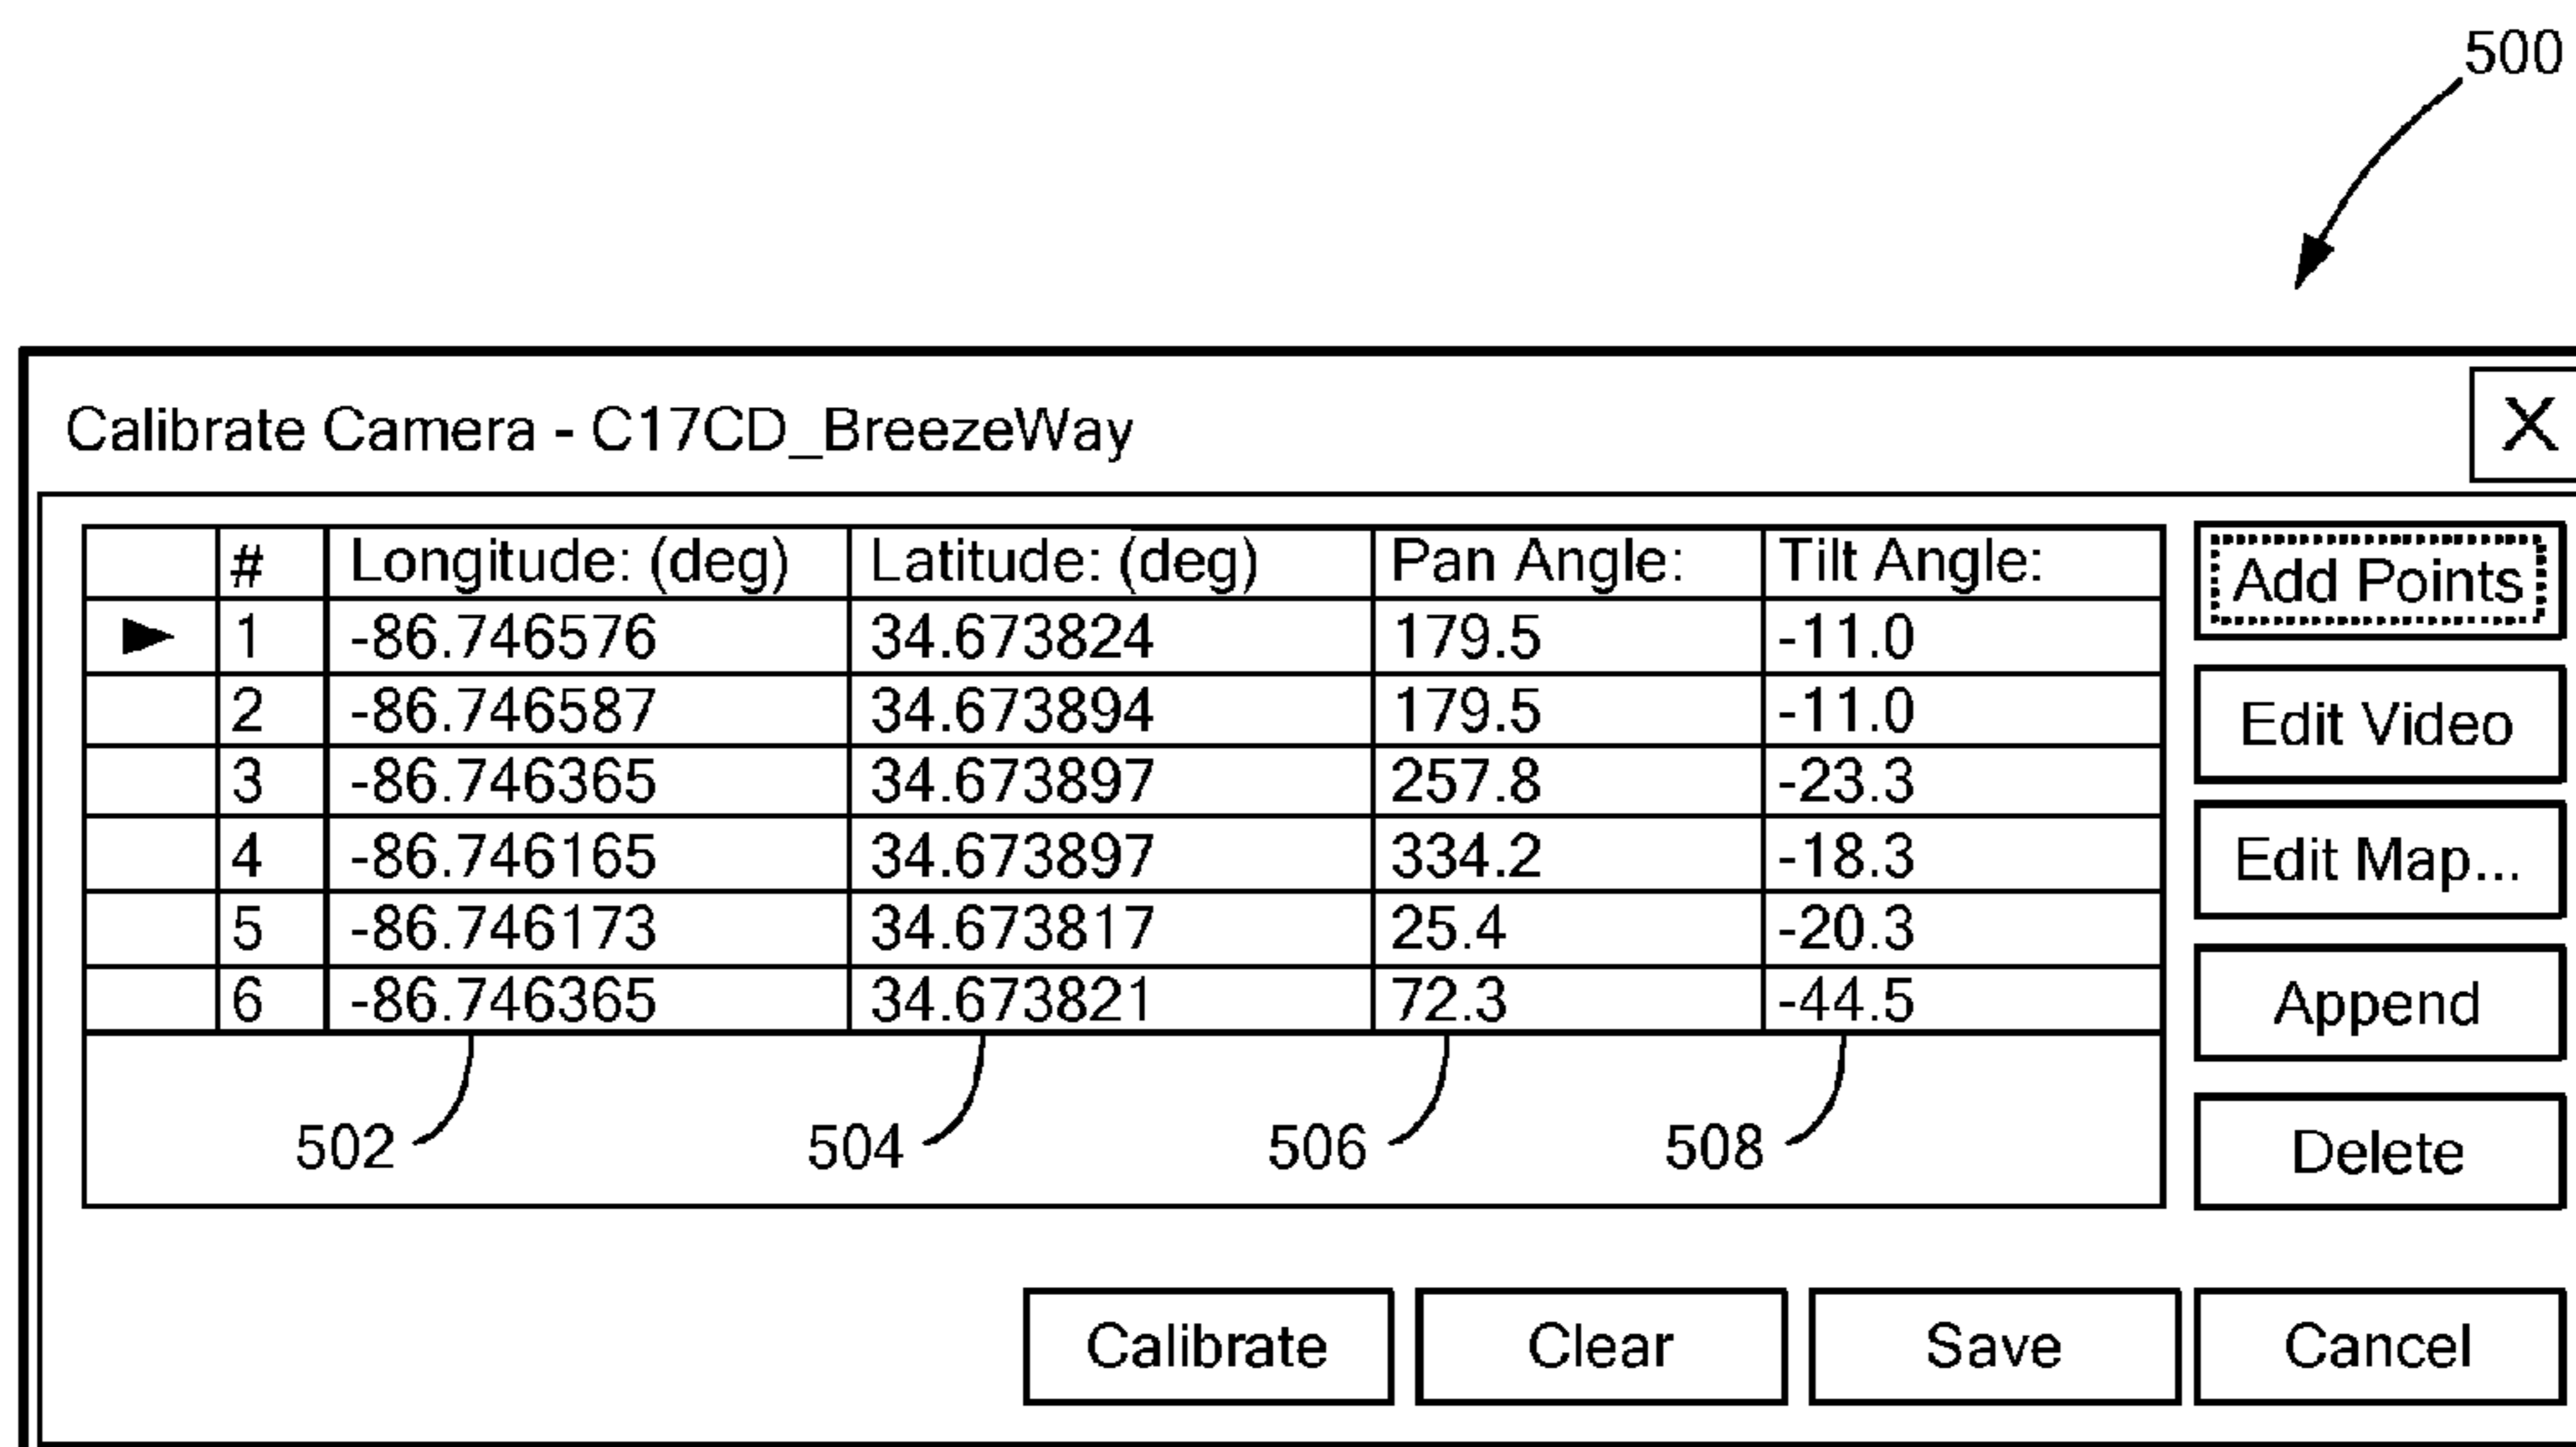 500
Calibrate Camera - C17CD_BreezeWay X
# Longitude: (deg) Latitude: (deg) Pan Angle: Tilt Angle: Add Points
1 -86.746576 34.673824 179.5 -11.0
2 -86.746587 34.673894 179.5 -11.0 Edit Video
3 -86.746365 34.673897 257.8 -23.3
4 -86.746165 34.673897 334.2 -18.3 Edit Map...
5 -86.746173 34.673817 25.4 -20.3
6 -86.746365 34.673821 72.3 -44.5 Append
502 504 506 508 Delete
Calibrate Clear Save Cancel